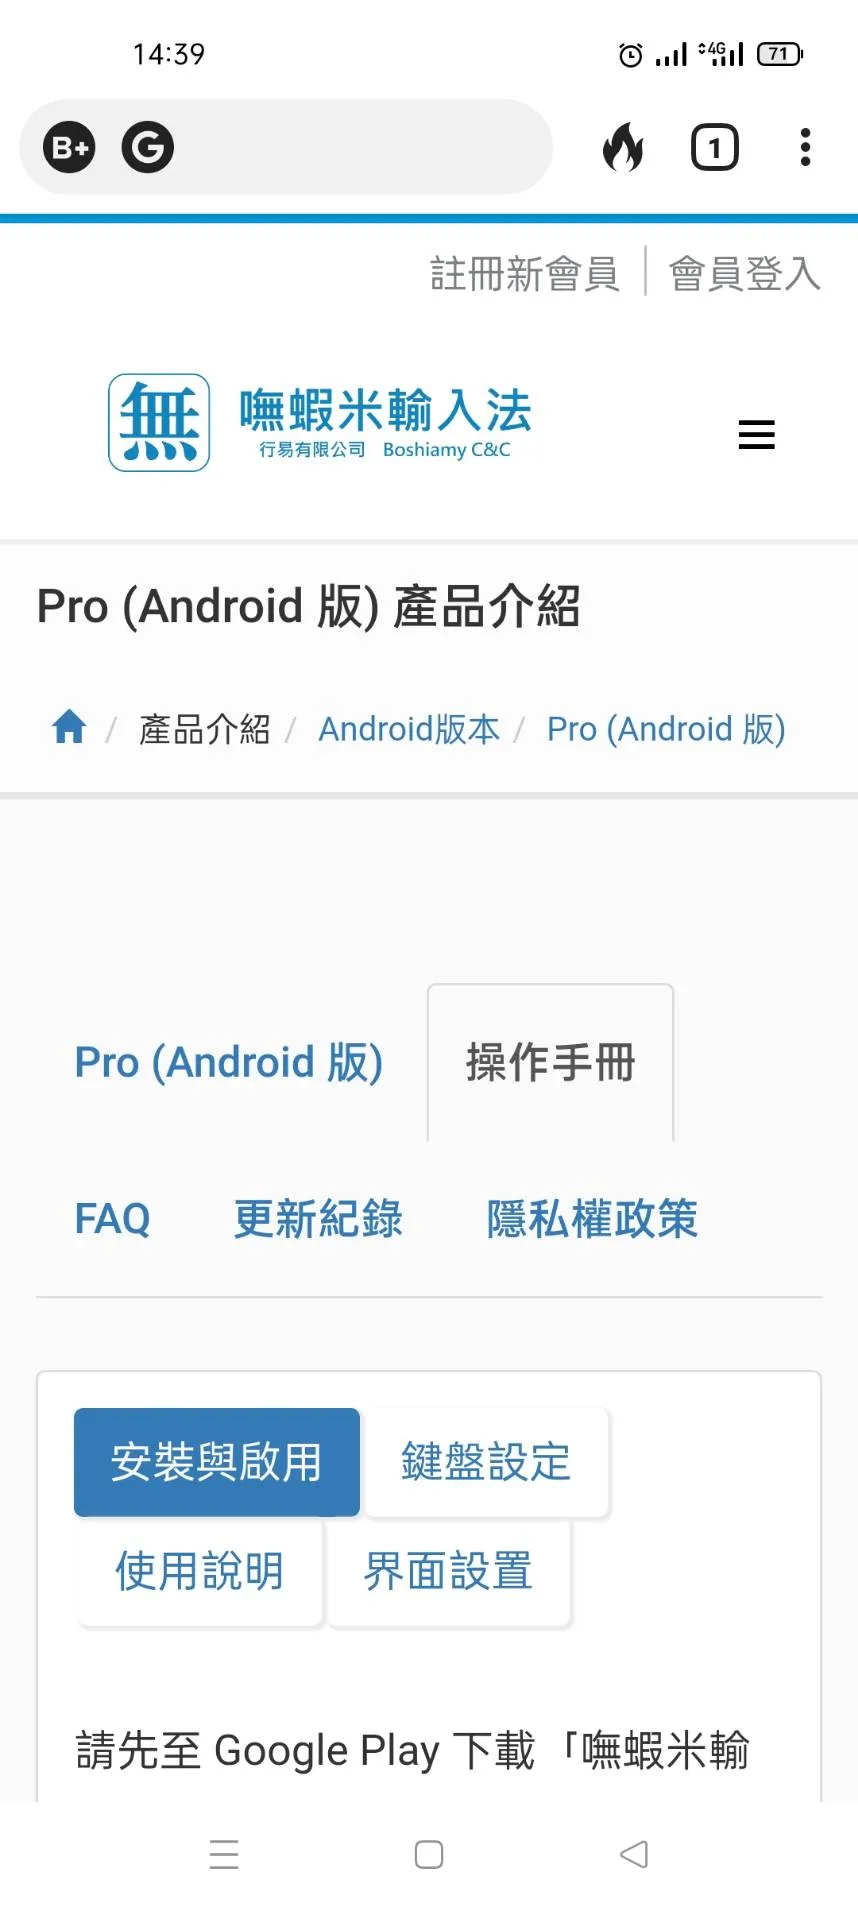 14:39
4G
71
B+
G
1
註冊新會員 會員登入
無
嘸蝦米輸入法
行易有限公司 Boshiamy C&C
Pro (Android 版) 產品介紹
/ 產品介紹 / Android版本 / Pro (Android 版)
Pro (Android 版) 操作手冊
FAQ 更新紀錄 隱私權政策
安裝與啟用 鍵盤設定
使用說明 界面設置
請先至 Google Play 下載「嘸蝦米輸